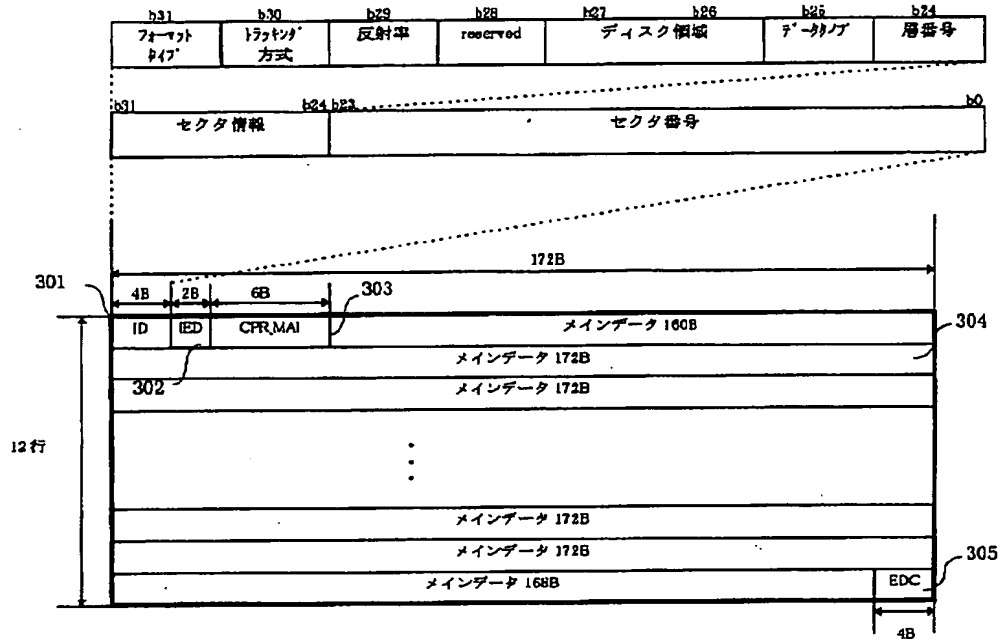 b31 b30 b29 b28 b27 b26 b25 b24
フォーマット トラッキング 反射率 reserved ディスク領域 データタイプ 層番号
タイプ 方式
b31 b24 b23 b0
セクタ情報 セクタ番号
172B
301 4B 2B 6B 303
ID IED CPR_MAI メインデータ 160B 304
メインデータ 172B
302 メインデータ 172B
12行
メインデータ 172B
メインデータ 172B
305
メインデータ 168B EDC
4B